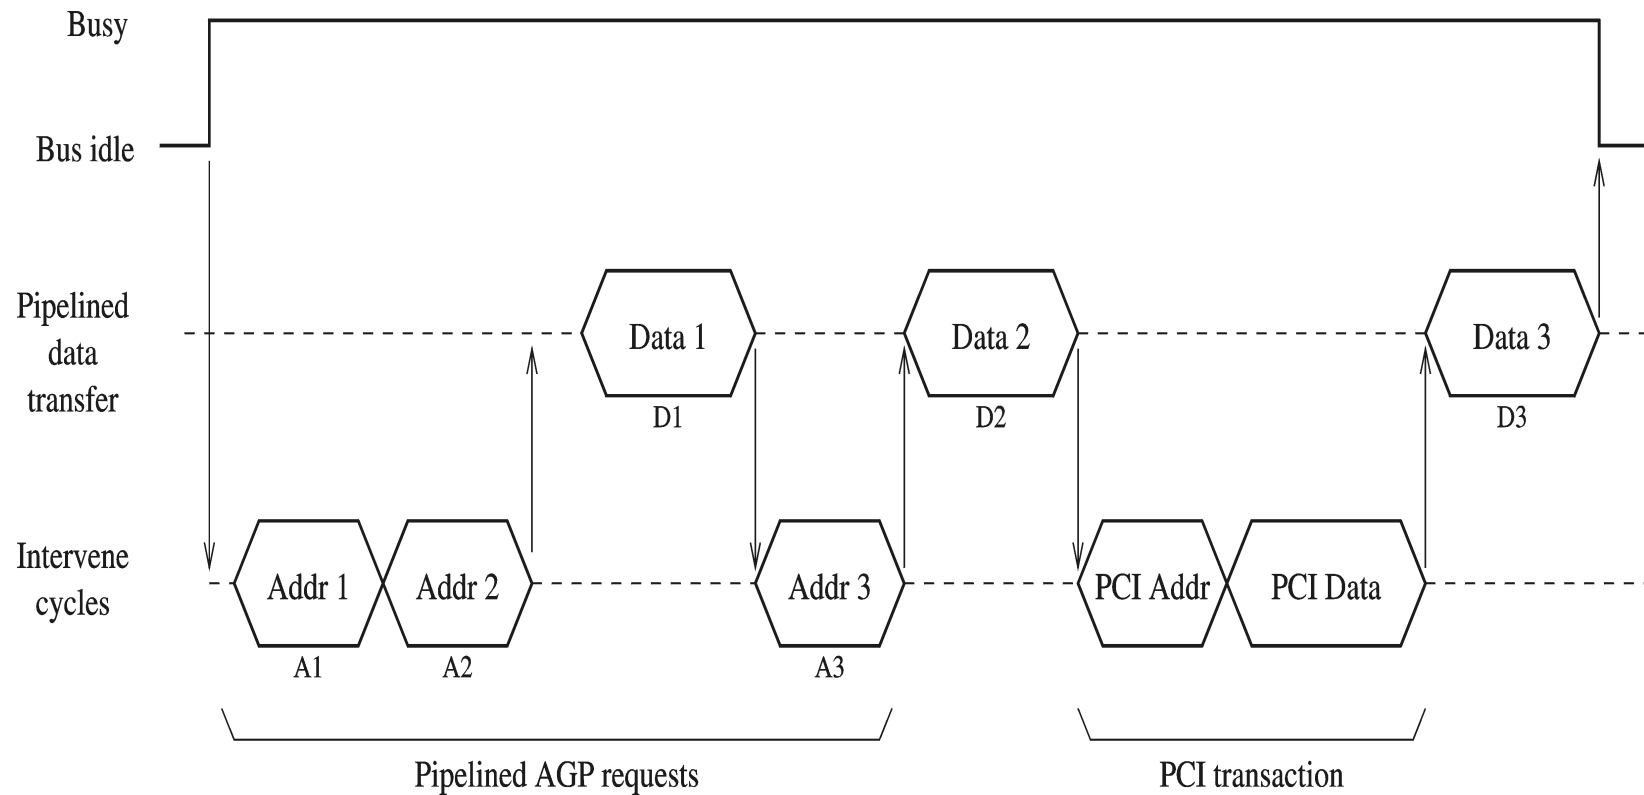 Busy
Bus idle
Pipelined
data
transfer
Data 1
Data 2
Data 3
D1
D2
D3
Intervene
cycles
Addr 1
Addr 2
Addr 3
PCI Addr
PCI Data
A1
A2
A3
Pipelined AGP requests
PCI transaction